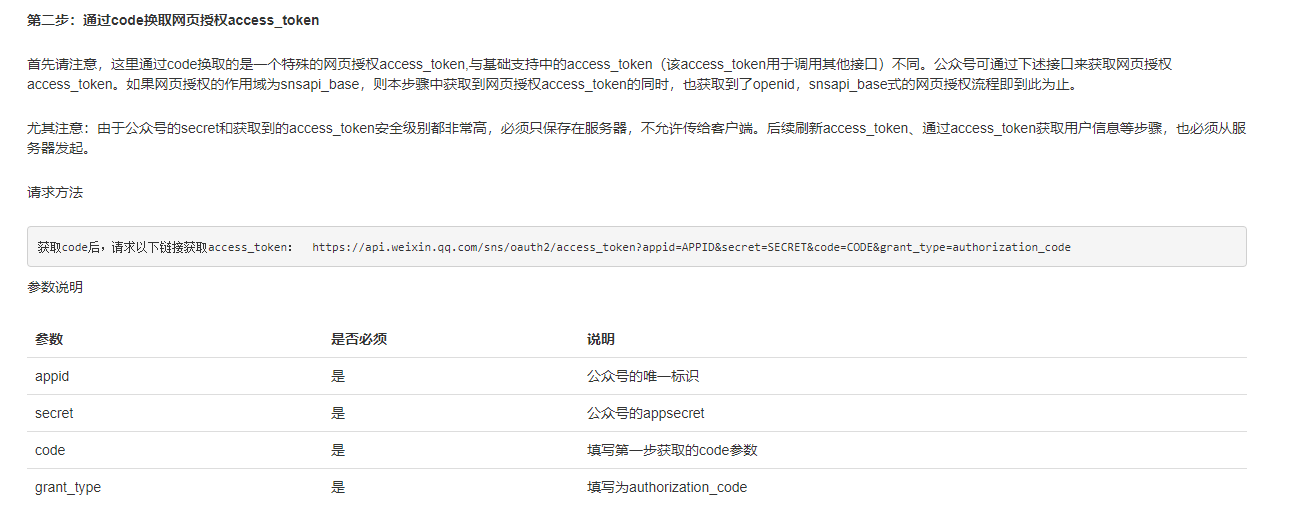 第二步：通过code换取网页授权access_token
首先请注意，这里通过code换取的是一个特殊的网页授权access_token,与基础支持中的access_token（该access_token用于调用其他接口）不同。公众号可通过下述接口来获取网页授权
access_token。如果网页授权的作用域为snsapi_base，则本步骤中获取到网页授权access_token的同时，也获取到了openid，snsapi_base式的网页授权流程即到此为止。
尤其注意：由于公众号的secret和获取到的access_token安全级别都非常高，必须只保存在服务器，不允许传给客户端。后续刷新access_token、通过access_token获取用户信息等步骤，也必须从服
务器发起。
请求方法
获取code后，请求以下链接获取access_token： https://api.weixin.qq.com/sns/oauth2/access_token?appid=APPID&secret=SECRET&code=CODE&grant_type=authorization_code
参数说明
参数 是否必须 说明
appid 是 公众号的唯一标识
secret 是 公众号的appsecret
code 是 填写第一步获取的code参数
grant_type 是 填写为authorization_code